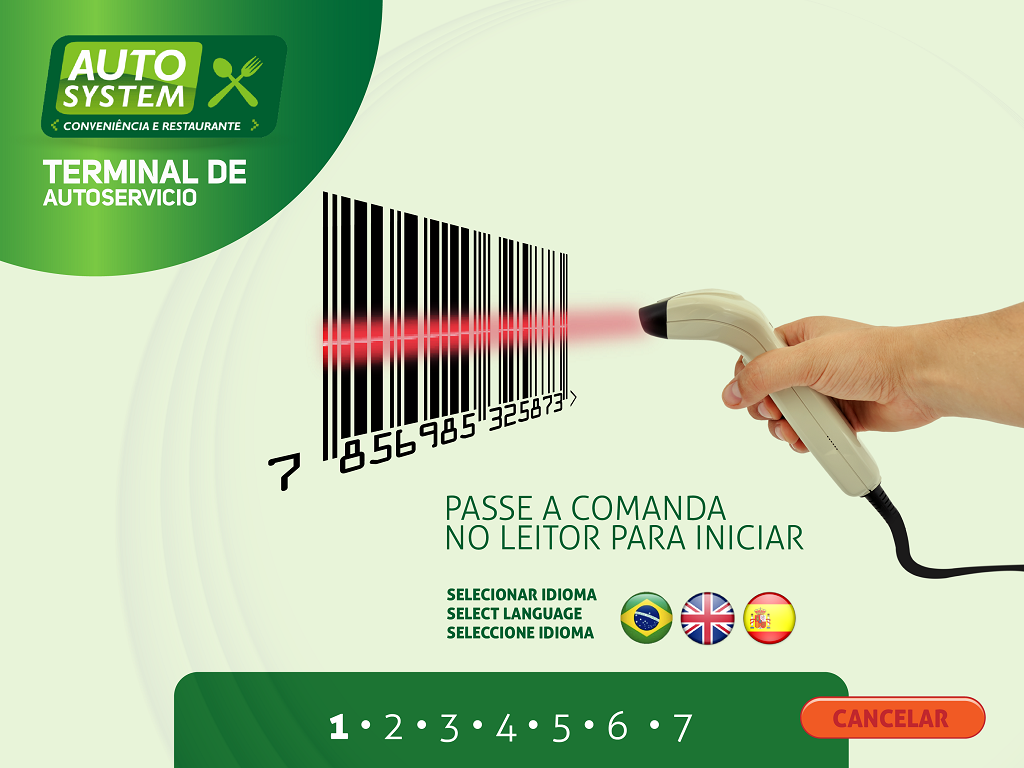 AUTO
SYSTEM
CONVENIÊNCIA E RESTAURANTE
TERMINAL DE
AUTOSERVICIO
7 856985 325873 >
PASSE A COMANDA
NO LEITOR PARA INICIAR
SELECIONAR IDIOMA
SELECT LANGUAGE
SELECCIONE IDIOMA
1 • 2 • 3 • 4 • 5 • 6 • 7
CANCELAR